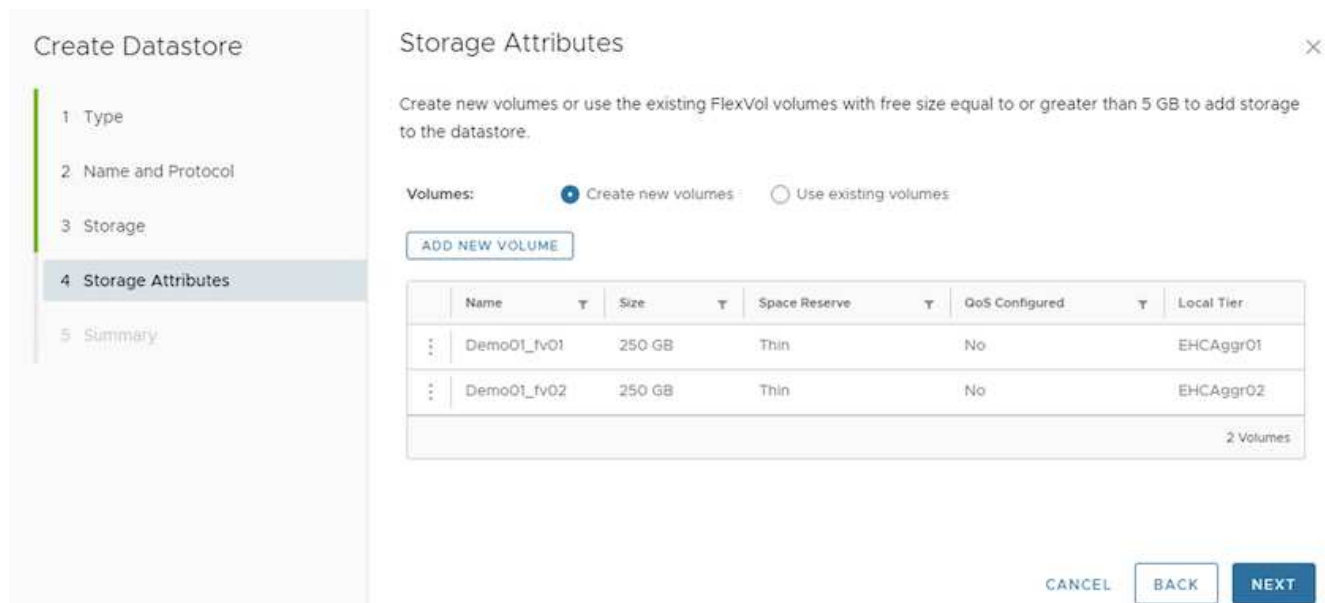 Create Datastore
1 Type
2 Name and Protocol
3 Storage
4 Storage Attributes
5 Summary
Storage Attributes
Create new volumes or use the existing FlexVol volumes with free size equal to or greater than 5 GB to add storage
to the datastore.
Volumes: Create new volumes Use existing volumes
ADD NEW VOLUME
Name Size Space Reserve QoS Configured Local Tier
Demo01_fv01 250 GB Thin No EHCAggr01
Demo01_fv02 250 GB Thin No EHCAggr02
2 Volumes
CANCEL BACK NEXT